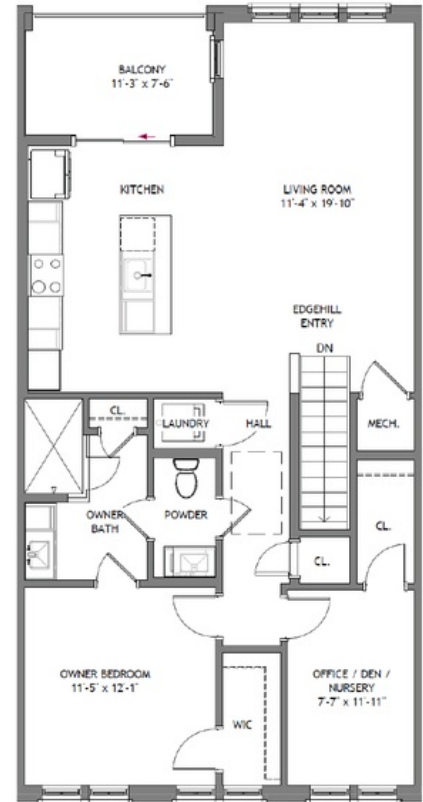 BALCONY
11'-3" x 7'-6"
KITCHEN
LIVING ROOM
11'-4" x 19'-10"
EDGEHILL
ENTRY
DN
CL.
LAUNDRY
HALL
MECH.
OWNER
BATH
POWDER
CL.
CL.
OWNER BEDROOM
11'-5" x 12'-1"
OFFICE / DEN /
NURSERY
7'-7" x 11'-11"
WIC